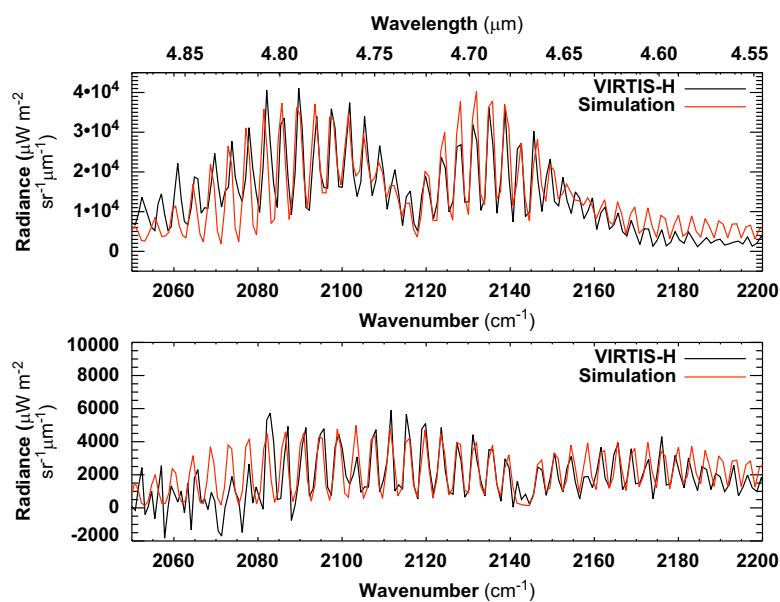 Wavelength (μm)
4.85 4.80 4.75 4.70 4.65 4.60 4.55
Radiance (μW m-2
sr-1μm-1)
4•10⁴
3•10⁴
2•10⁴
1•10⁴
0
VIRTIS-H
Simulation
2060 2080 2100 2120 2140 2160 2180 2200
Wavenumber (cm-1)
Radiance (μW m-2
sr-1μm-1)
10000
8000
6000
4000
2000
0
-2000
VIRTIS-H
Simulation
2060 2080 2100 2120 2140 2160 2180 2200
Wavenumber (cm-1)